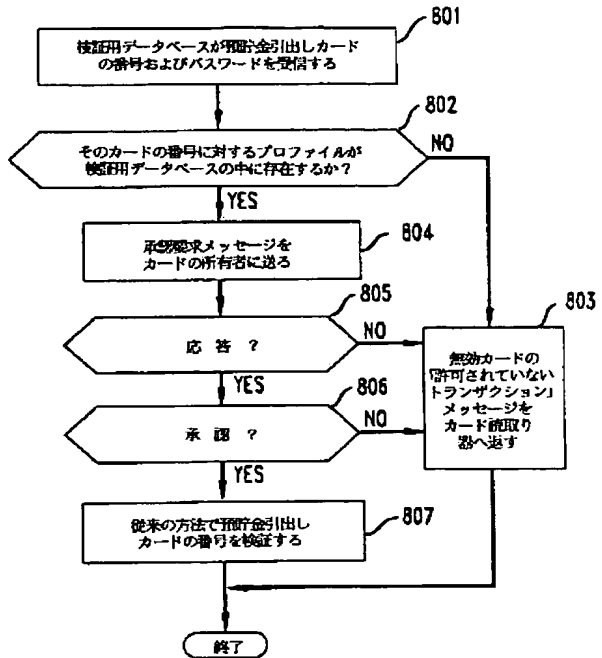 801
検証用データベースが預貯金引出しカード
の番号およびパスワードを受信する
802
そのカードの番号に対するプロファイルが
検証用データベースの中に存在するか？
NO
YES
804
承認要求メッセージを
カードの所有者に送る
805
応答？
NO
YES
803
無効カードの
「許可されていない
トランザクション」
メッセージを
カード読取り
器へ返す
806
承認？
NO
YES
807
従来の方法で預貯金引出し
カードの番号を検証する
終了